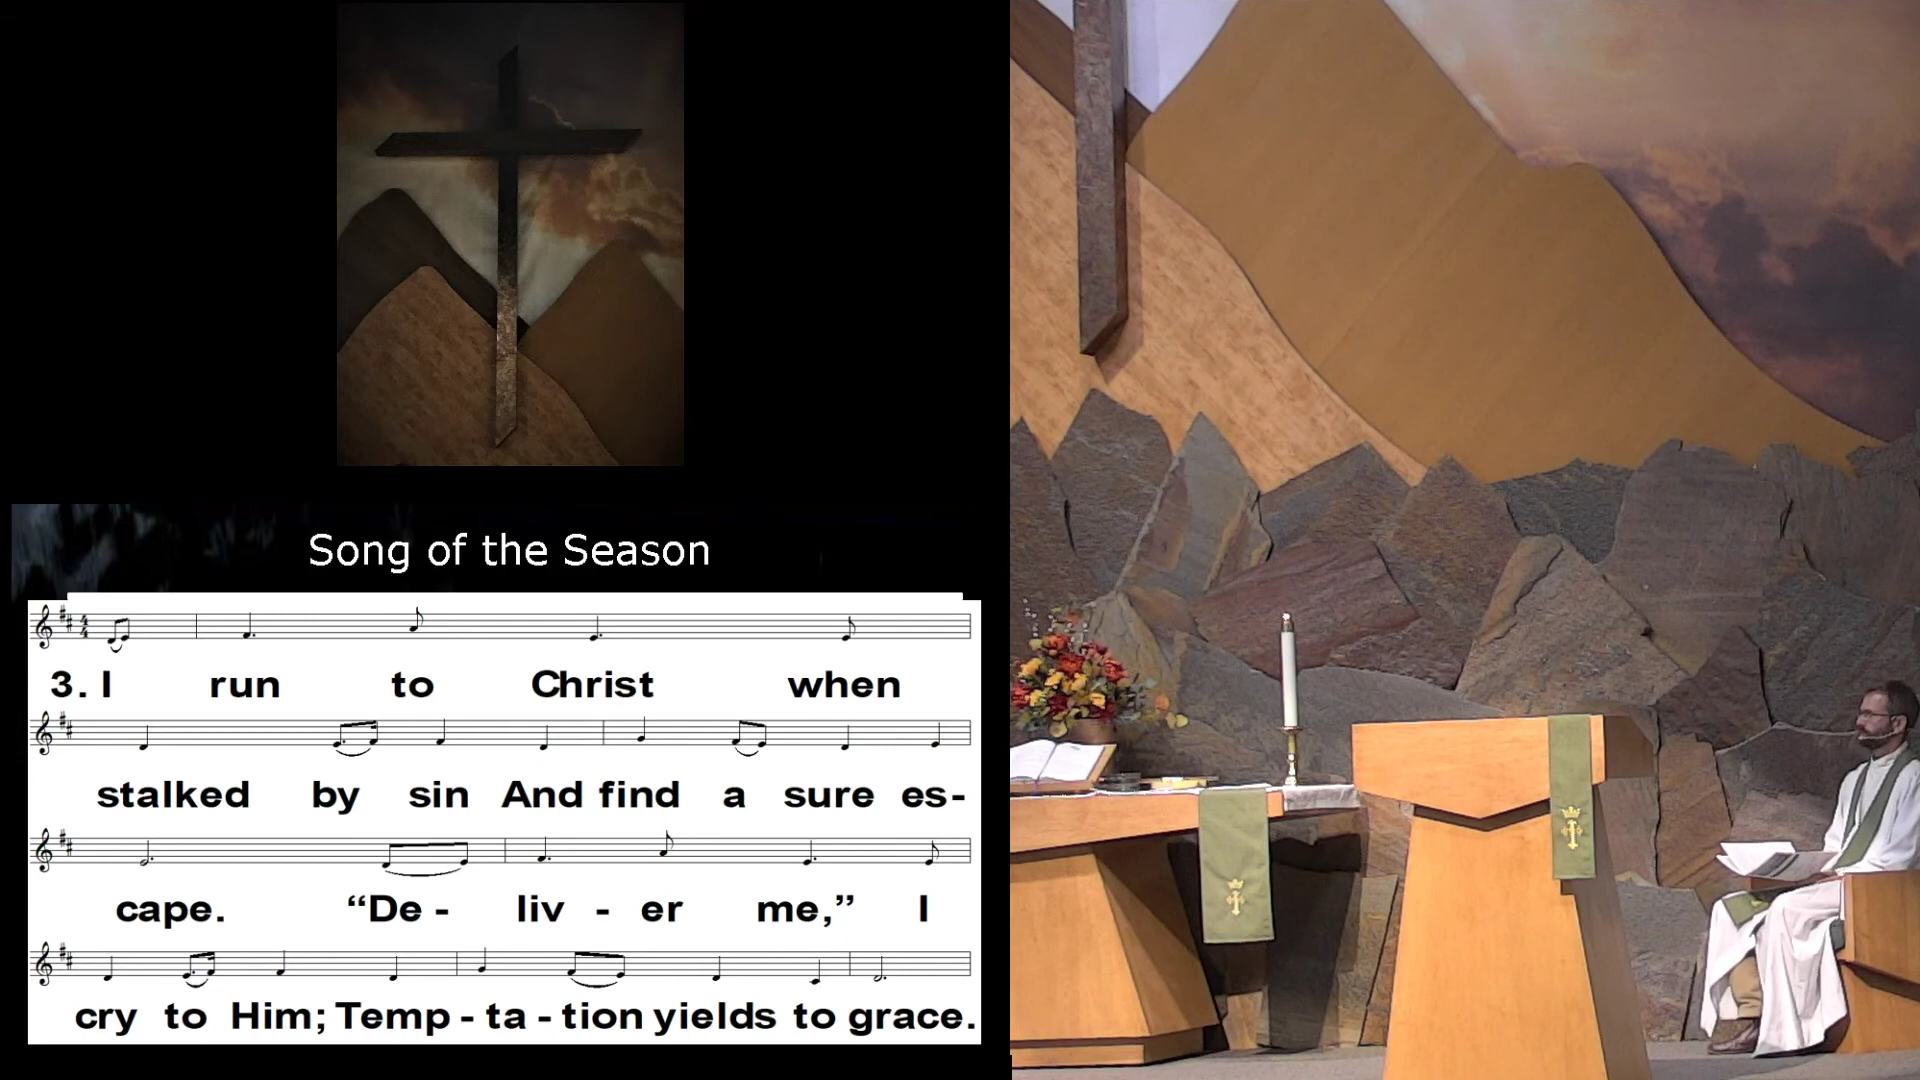 Song of the Season
3. I run to Christ when
stalked by sin And find a sure es-
cape. “De - liv - er me,” I
cry to Him; Temp - ta - tion yields to grace.